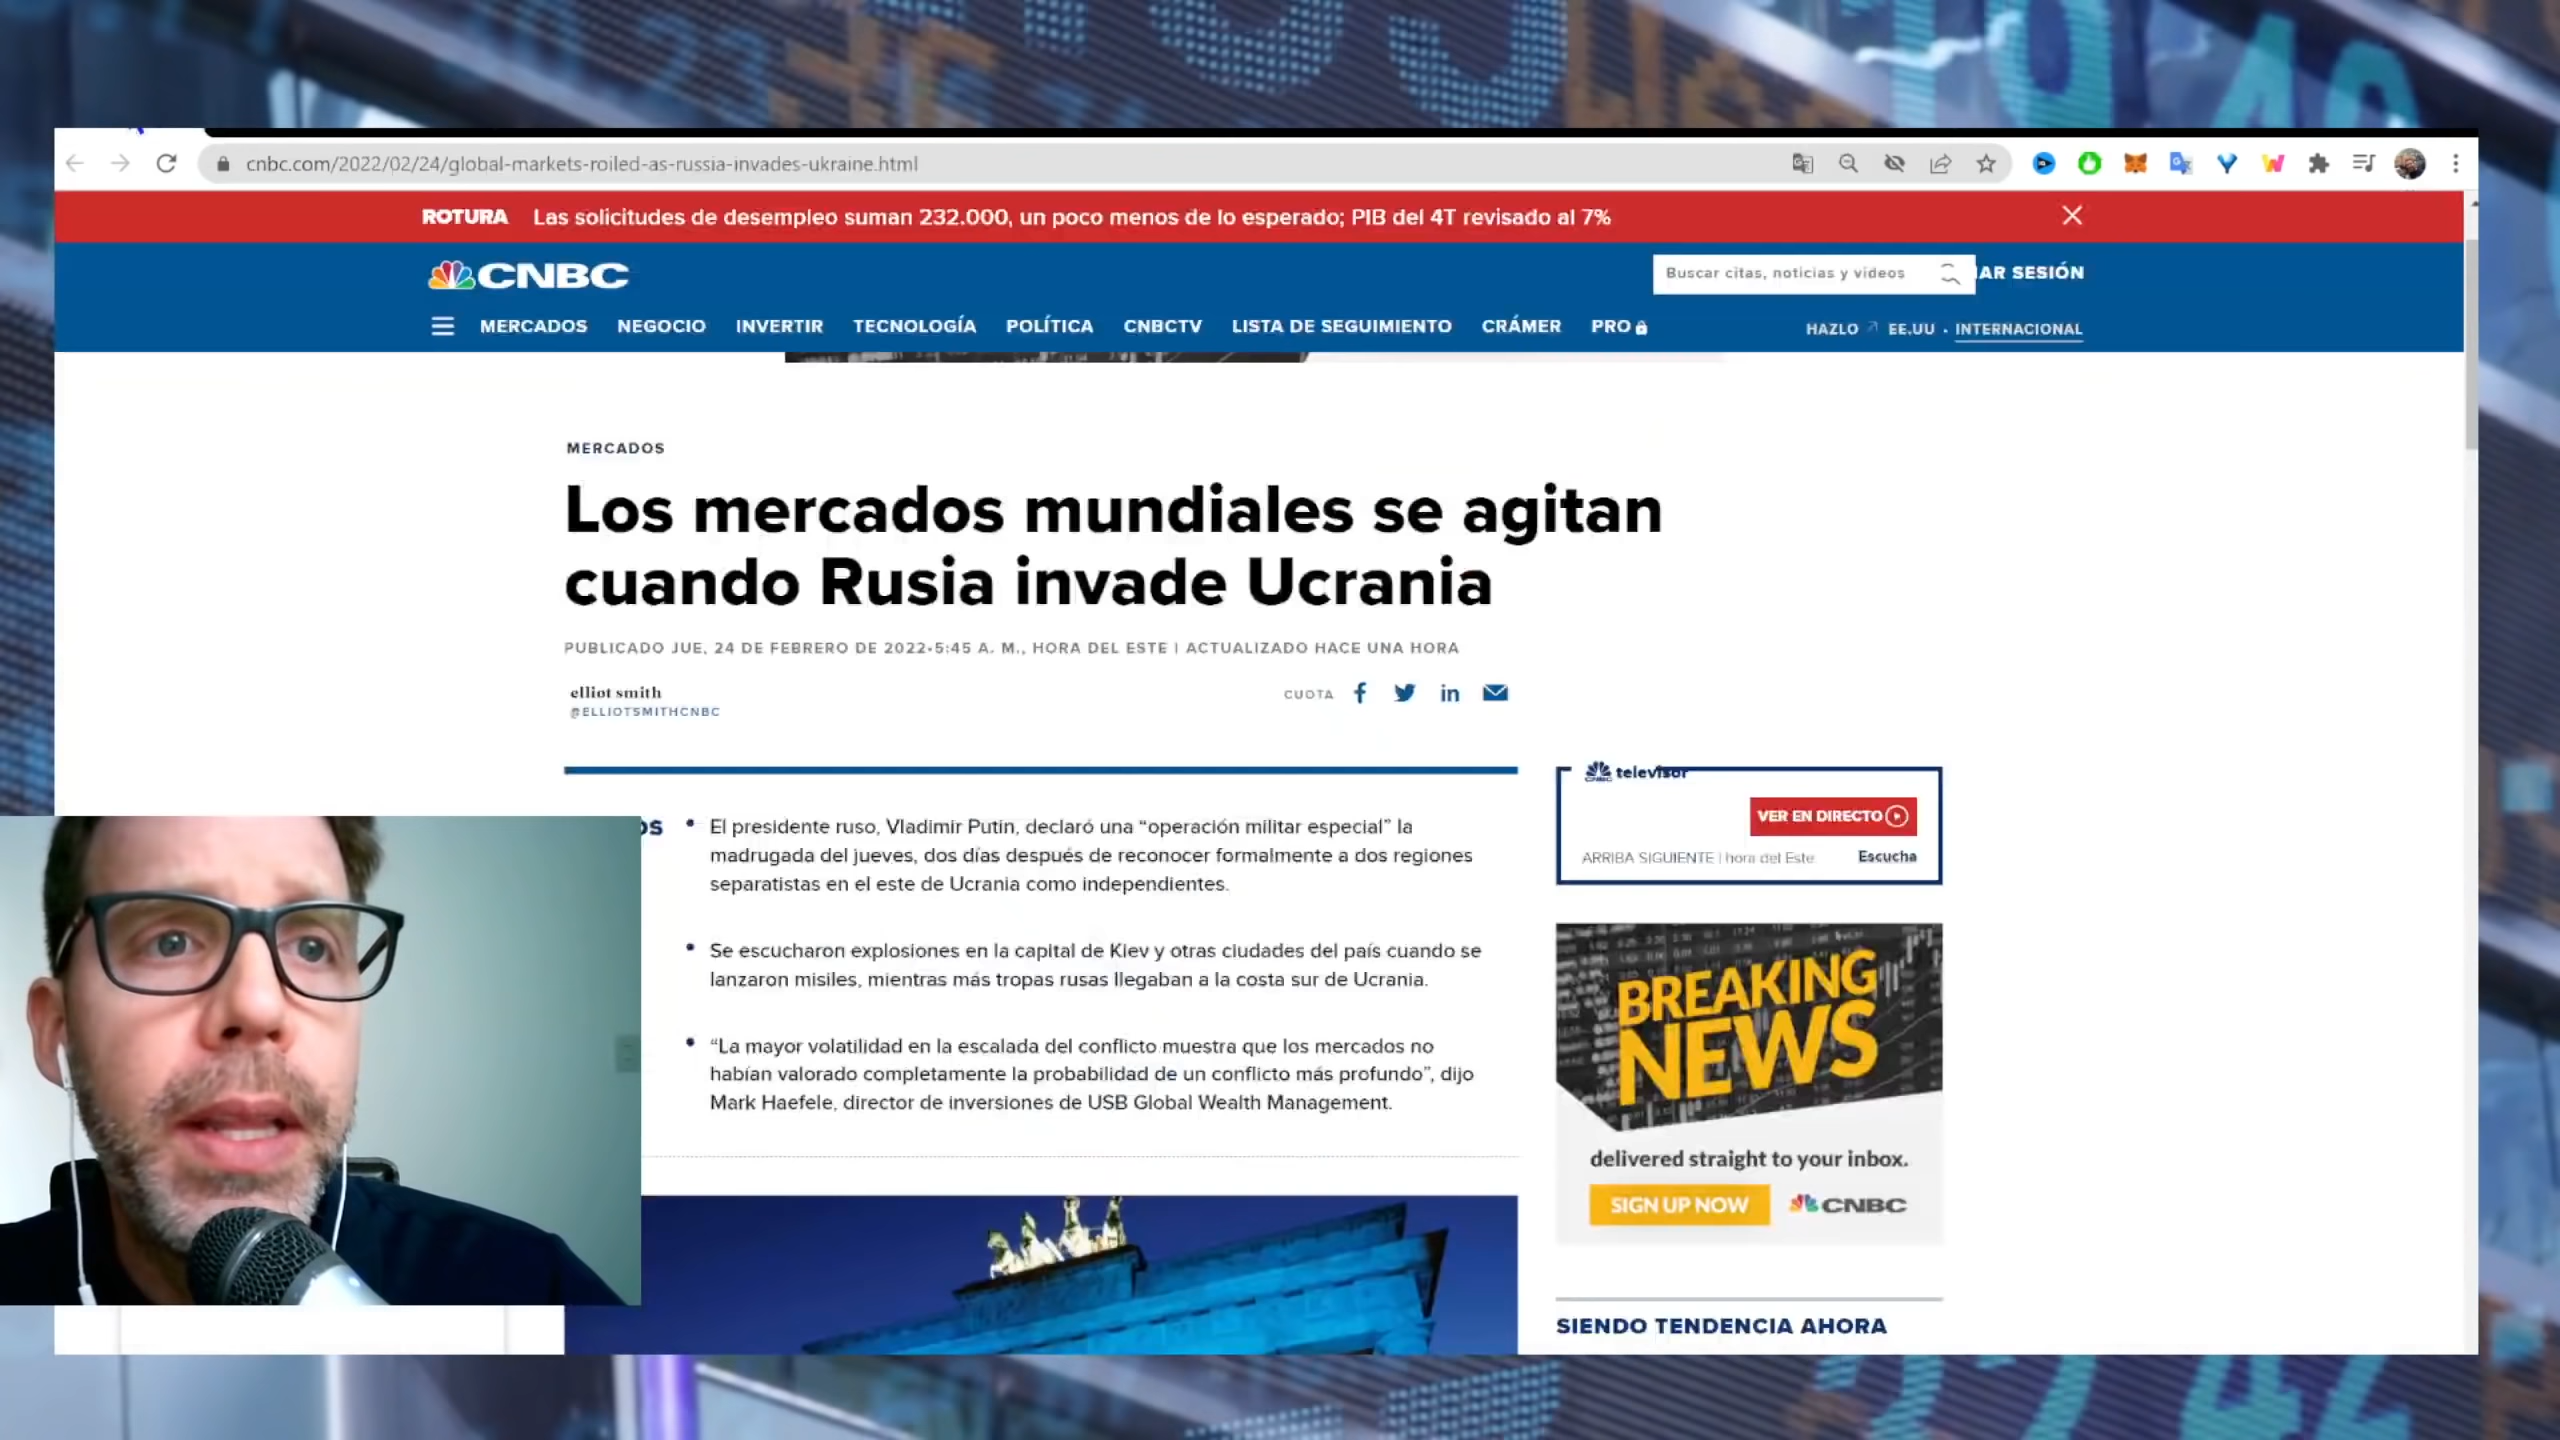 cnbc.com/2022/02/24/global-markets-roiled-as-russia-invades-ukraine.html
ROTURA Las solicitudes de desempleo suman 232.000, un poco menos de lo esperado; PIB del 4T revisado al 7%
CNBC
Buscar citas, noticias y videos
AR SESIÓN
MERCADOS NEGOCIO INVERTIR TECNOLOGÍA POLÍTICA CNBCTV LISTA DE SEGUIMIENTO CRÁMER PRO
HAZLO EE.UU • INTERNACIONAL
MERCADOS
Los mercados mundiales se agitan
cuando Rusia invade Ucrania
PUBLICADO JUE, 24 DE FEBRERO DE 2022•5:45 A. M., HORA DEL ESTE | ACTUALIZADO HACE UNA HORA
elliot smith
@ELLIOTSMITHCNBC
CUOTA
• El presidente ruso, Vladimir Putin, declaró una “operación militar especial” la
madrugada del jueves, dos días después de reconocer formalmente a dos regiones
separatistas en el este de Ucrania como independientes.
• Se escucharon explosiones en la capital de Kiev y otras ciudades del país cuando se
lanzaron misiles, mientras más tropas rusas llegaban a la costa sur de Ucrania.
• “La mayor volatilidad en la escalada del conflicto muestra que los mercados no
habían valorado completamente la probabilidad de un conflicto más profundo”, dijo
Mark Haefele, director de inversiones de USB Global Wealth Management.
televisor
VER EN DIRECTO
ARRIBA SIGUIENTE | hora del Este Escucha
BREAKING
NEWS
delivered straight to your inbox.
SIGN UP NOW CNBC
SIENDO TENDENCIA AHORA